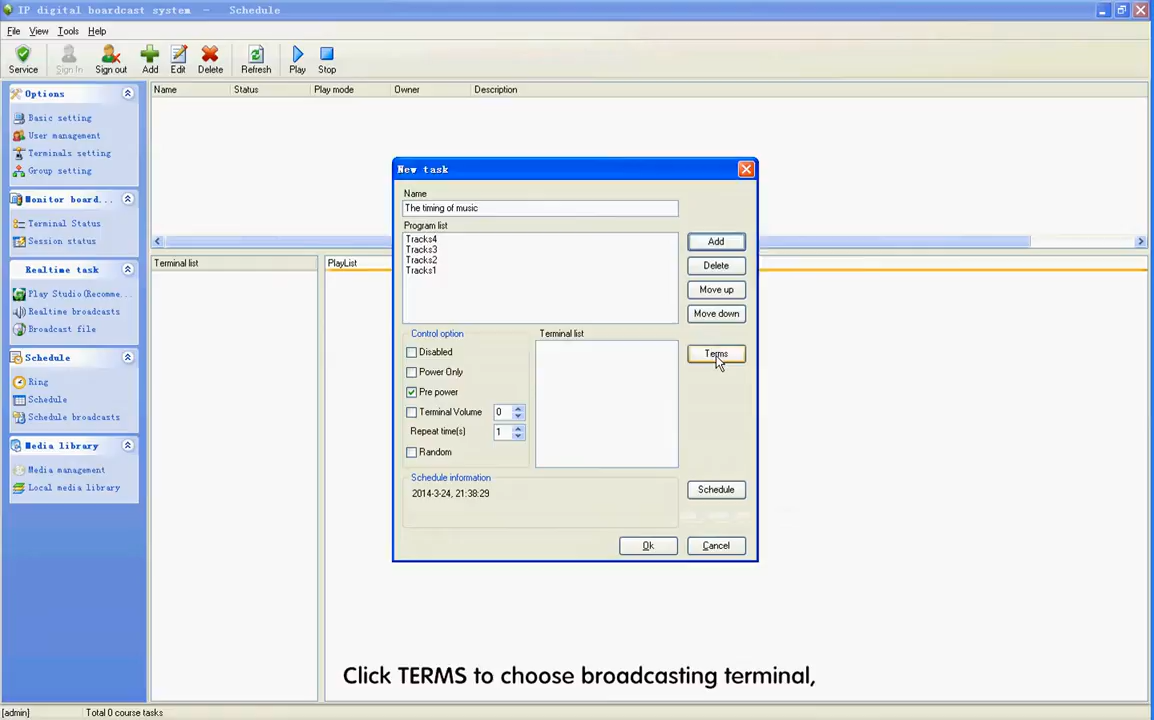 IP digital boardcast system - Schedule
File View Tools Help
Service Sign In Sign out Add Edit Delete Refresh Play Stop
Options
Basic setting
User management
Terminals setting
Group setting
Monitor board...
Terminal Status
Session status
Realtime task
Play Studio(Recomme...
Realtime broadcasts
Broadcast file
Schedule
Ring
Schedule
Schedule broadcasts
Media library
Media management
Local media library
Name Status Play mode Owner Description
Terminal list
PlayList
New task
Name
The timing of music
Program list
Tracks4
Tracks3
Tracks2
Tracks1
Add
Delete
Move up
Move down
Control option
Disabled
Power Only
Pre power
Terminal Volume 0
Repeat time(s) 1
Random
Terminal list
Terms
Schedule information
2014-3-24, 21:38:29
Schedule
Ok
Cancel
Click TERMS to choose broadcasting terminal,
[admin] Total 0 course tasks